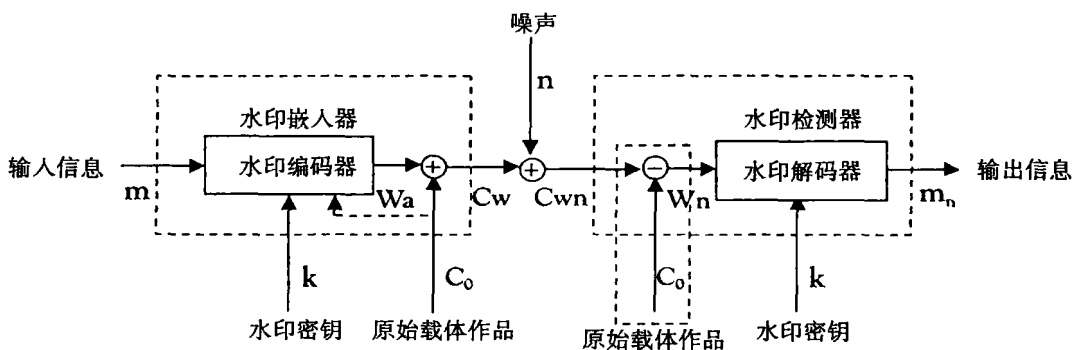 噪声
n
水印嵌入器
水印编码器
水印检测器
水印解码器
输入信息
m
Wa
Cw
Cwn
Wn
mn
输出信息
k
C₀
C₀
k
水印密钥
原始载体作品
原始载体作品
水印密钥